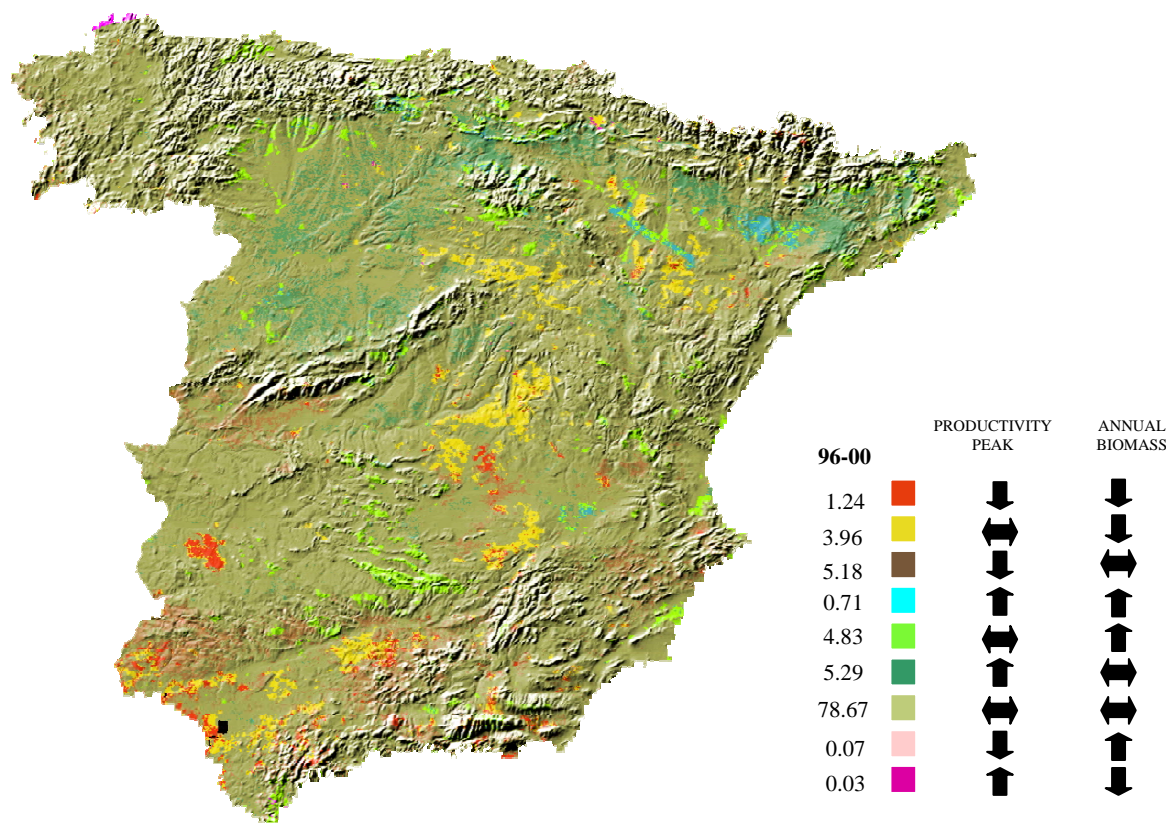 PRODUCTIVITY
PEAK
ANNUAL
BIOMASS
96-00
1.24
3.96
5.18
0.71
4.83
5.29
78.67
0.07
0.03